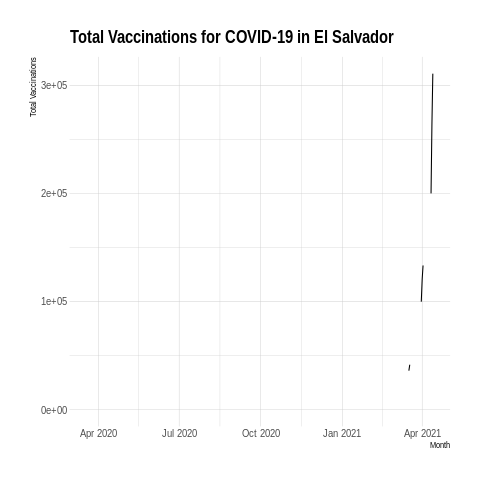 Total Vaccinations for COVID-19 in El Salvador
Total Vaccinations
3e+05
2e+05
1e+05
0e+00
Apr 2020 Jul 2020 Oct 2020 Jan 2021 Apr 2021
Month